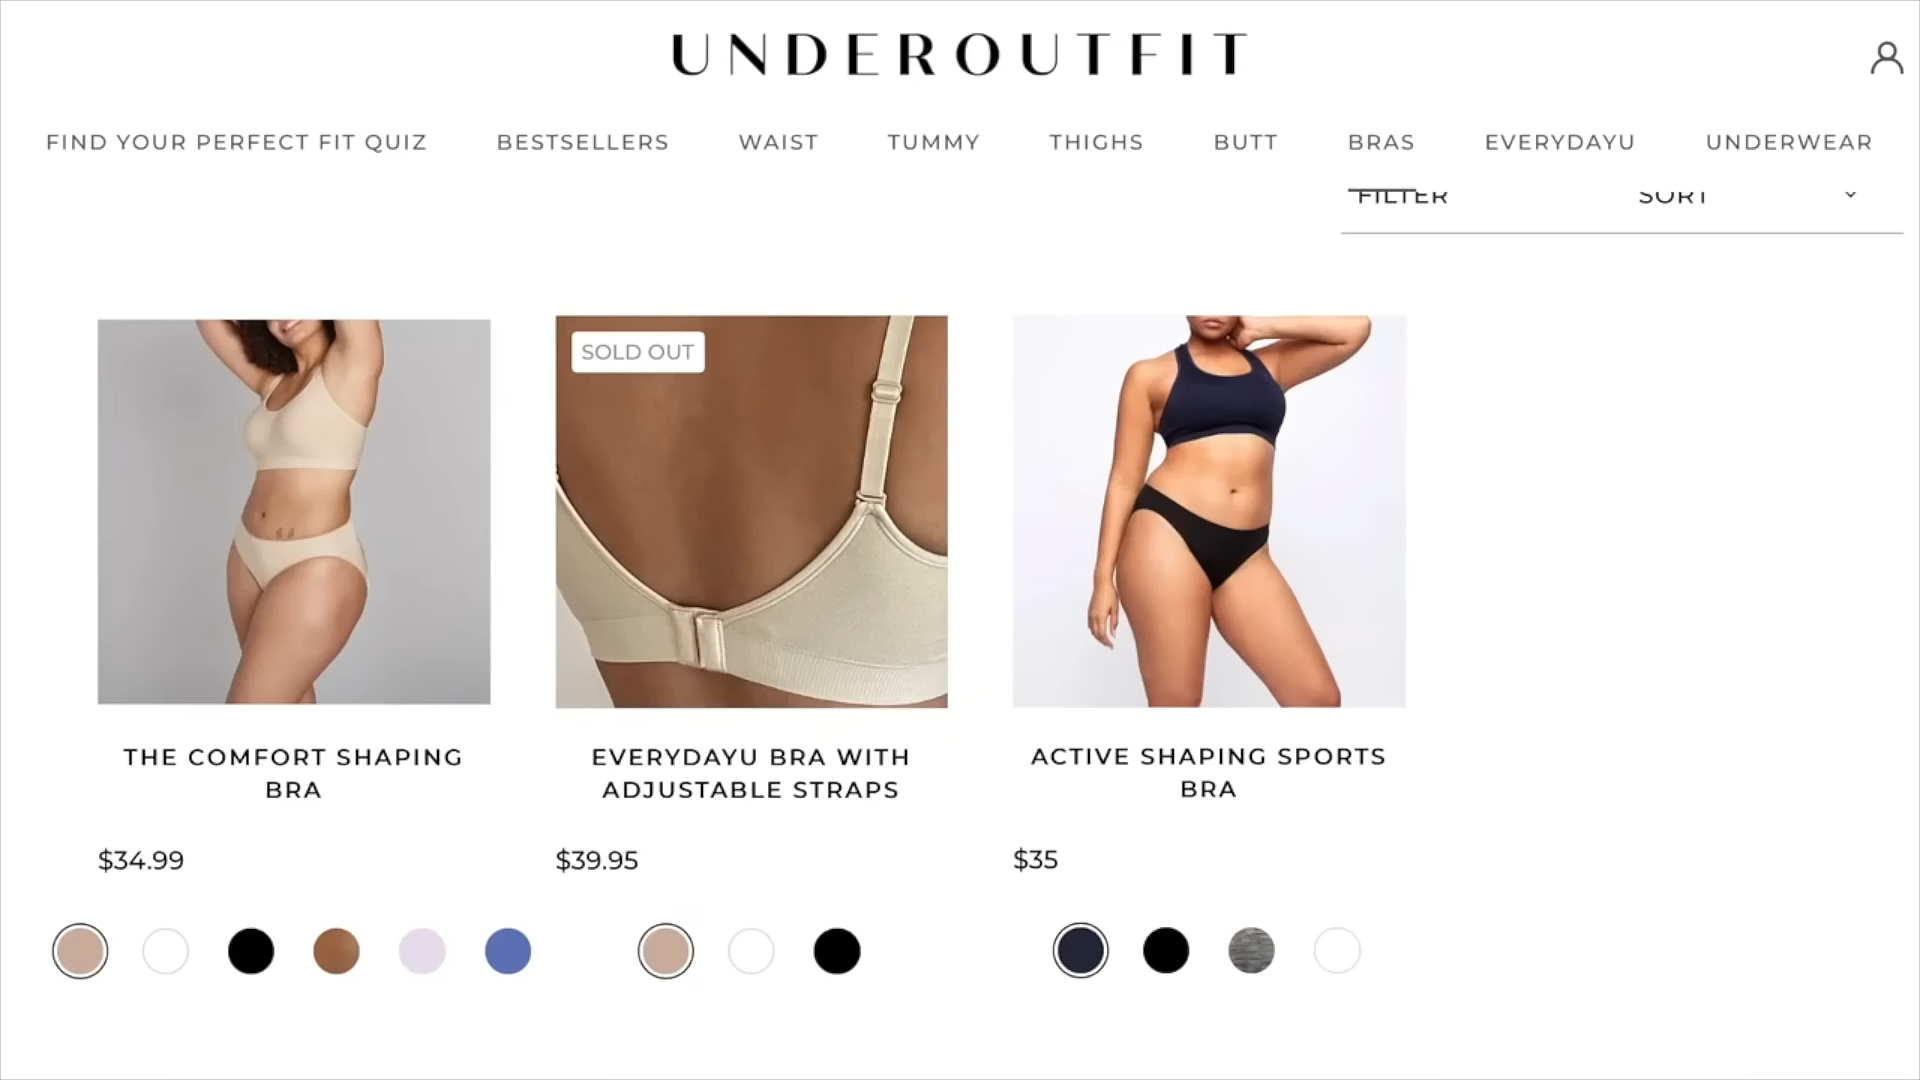 UNDEROUTFIT
FIND YOUR PERFECT FIT QUIZ
BESTSELLERS
WAIST
TUMMY
THIGHS
BUTT
BRAS
EVERYDAYU
UNDERWEAR
FILTER
SORT
SOLD OUT
THE COMFORT SHAPING
BRA
$34.99
EVERYDAYU BRA WITH
ADJUSTABLE STRAPS
$39.95
ACTIVE SHAPING SPORTS
BRA
$35